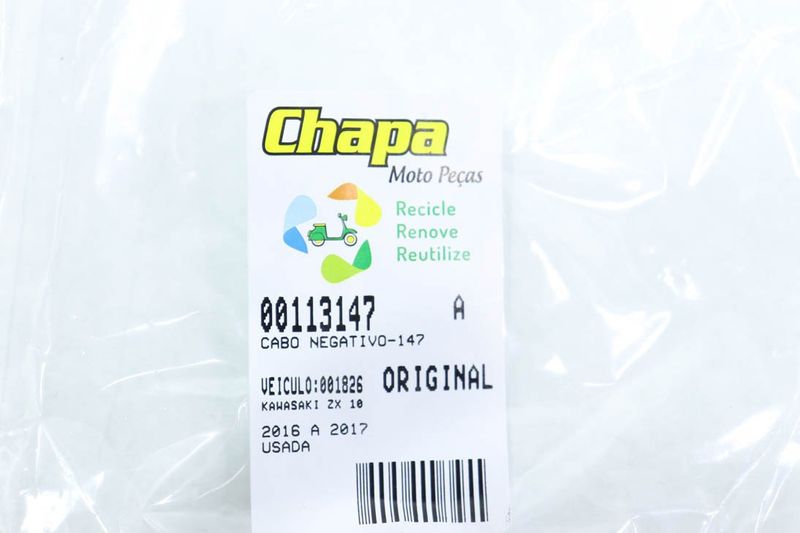 Chapa
Moto Peças
Recicle
Renove
Reutilize
00113147 A
CABO NEGATIVO-147
VEICULO:001826 ORIGINAL
KAWASAKI ZX 10
2016 A 2017
USADA